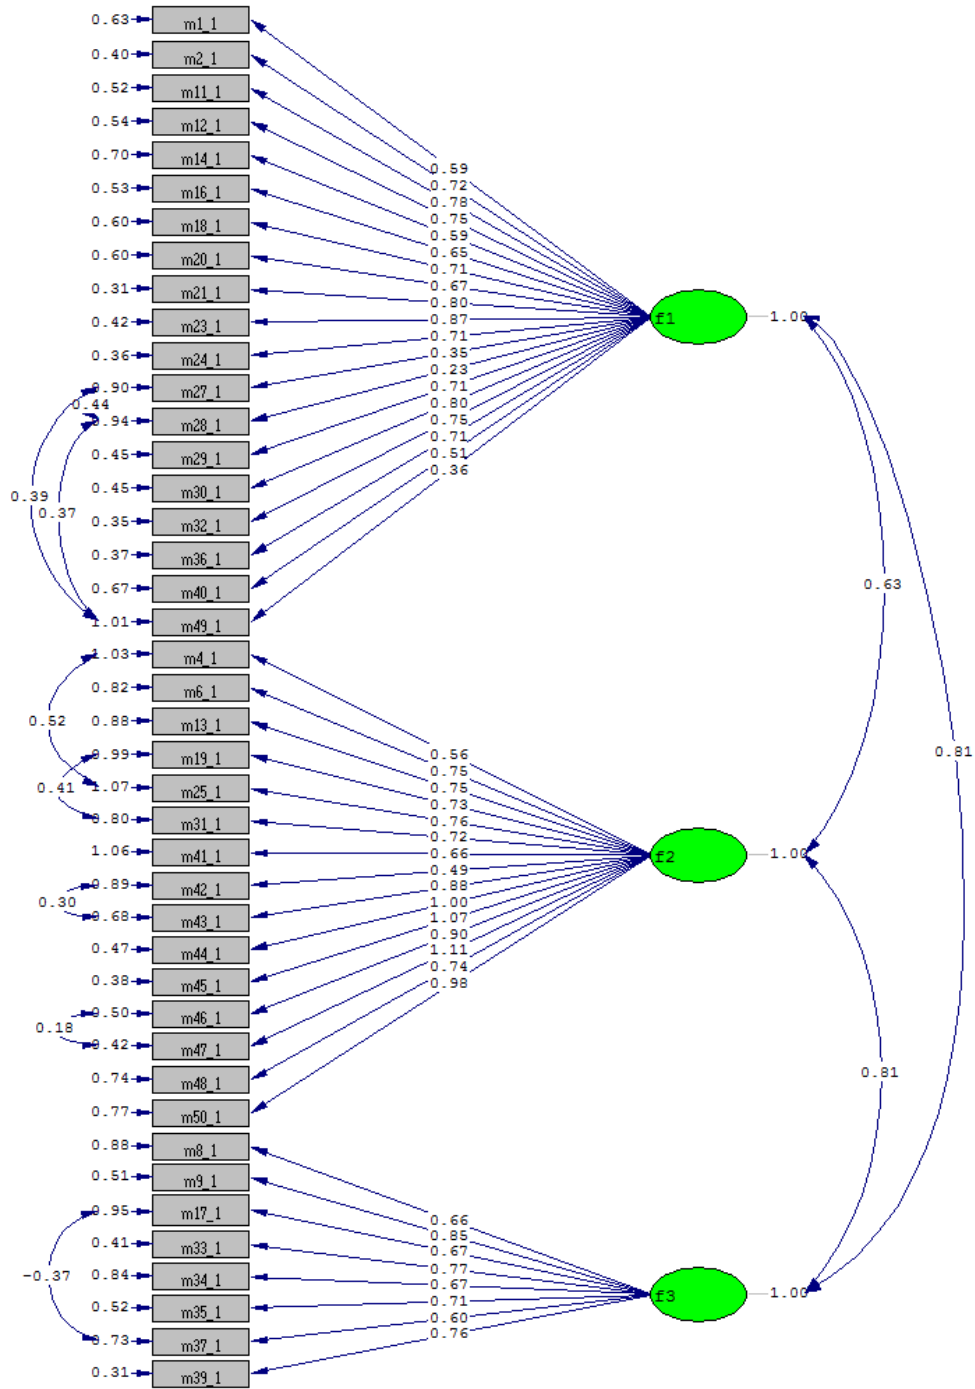 0.63 m1_1
0.40 m2_1
0.52 m11_1
0.54 m12_1
0.70 m14_1
0.53 m16_1
0.60 m18_1
0.60 m20_1
0.31 m21_1
0.42 m23_1
0.36 m24_1
0.90 m27_1
0.44
0.94 m28_1
0.45 m29_1
0.45 m30_1
0.39
0.37
0.35 m32_1
0.37 m36_1
0.67 m40_1
1.01 m49_1
0.59
0.72
0.78
0.75
0.59
0.65
0.71
0.67
0.80
0.87
0.71
0.35
0.23
0.71
0.80
0.75
0.71
0.51
0.36
f1 1.00
0.63
0.81
1.03 m4_1
0.82 m6_1
0.52
0.88 m13_1
0.99 m19_1
0.41
1.07 m25_1
0.80 m31_1
1.06 m41_1
0.89 m42_1
0.30
0.68 m43_1
0.47 m44_1
0.38 m45_1
0.50 m46_1
0.18
0.42 m47_1
0.74 m48_1
0.77 m50_1
0.56
0.75
0.75
0.73
0.76
0.72
0.66
0.49
0.88
1.00
1.07
0.90
1.11
0.74
0.98
f2 1.00
0.81
0.88 m8_1
0.51 m9_1
0.95 m17_1
0.41 m33_1
-0.37
0.84 m34_1
0.52 m35_1
0.73 m37_1
0.31 m39_1
0.66
0.85
0.67
0.77
0.67
0.71
0.60
0.76
f3 1.00